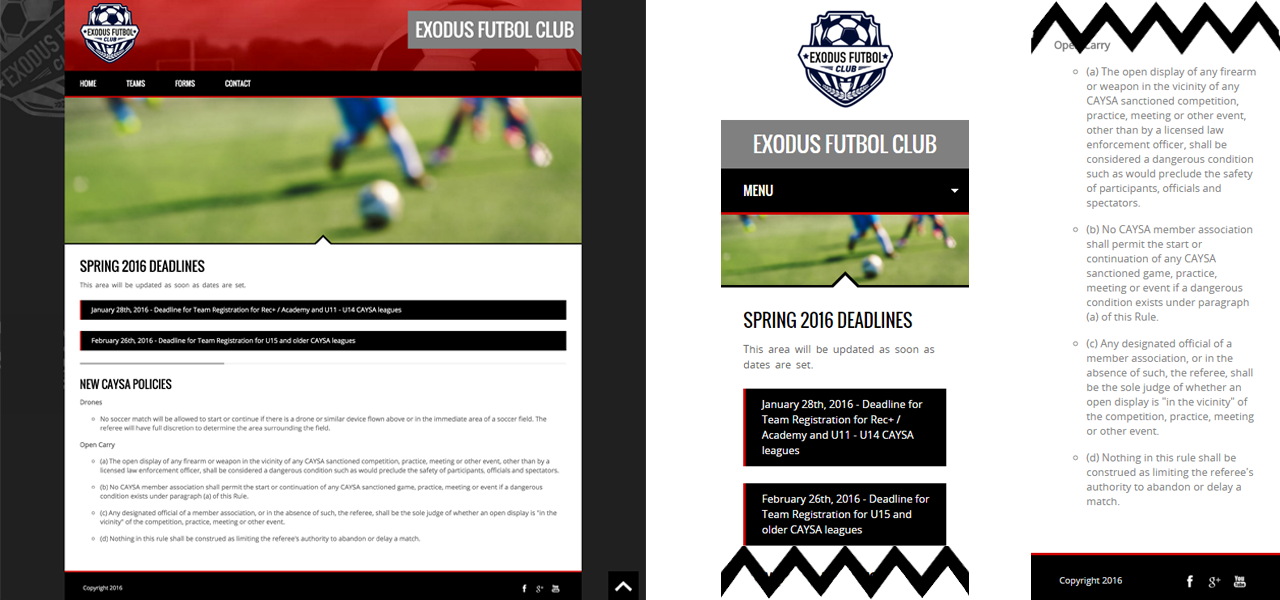 EXODUS FUTBOL
CLUB
EXODUS FUTBOL CLUB
HOME TEAMS FORMS CONTACT
SPRING 2016 DEADLINES
This area will be updated as soon as dates are set.
January 28th, 2016 - Deadline for Team Registration for Rec+ / Academy and U11 - U14 CAYSA leagues
February 26th, 2016 - Deadline for Team Registration for U15 and older CAYSA leagues
NEW CAYSA POLICIES
Drones
No soccer match will be allowed to start or continue if there is a drone or similar device flown above or in the immediate area of a soccer field. The
referee will have full discretion to determine the area surrounding the field.
Open Carry
(a) The open display of any firearm or weapon in the vicinity of any CAYSA sanctioned competition, practice, meeting or other event, other than by a
licensed law enforcement officer, shall be considered a dangerous condition such as would preclude the safety of participants, officials and spectators.
(b) No CAYSA member association shall permit the start or continuation of any CAYSA sanctioned game, practice, meeting or event if a dangerous
condition exists under paragraph (a) of this Rule.
(c) Any designated official of a member association, or in the absence of such, the referee, shall be the sole judge of whether an open display is "in the
vicinity" of the competition, practice, meeting or other event.
(d) Nothing in this rule shall be construed as limiting the referee's authority to abandon or delay a match.
Copyright 2016
EXODUS FUTBOL
CLUB
EXODUS FUTBOL CLUB
MENU
SPRING 2016 DEADLINES
This area will be updated as soon as
dates are set.
January 28th, 2016 - Deadline for
Team Registration for Rec+ /
Academy and U11 - U14 CAYSA
leagues
February 26th, 2016 - Deadline for
Team Registration for U15 and
older CAYSA leagues
Open Carry
(a) The open display of any firearm
or weapon in the vicinity of any
CAYSA sanctioned competition,
practice, meeting or other event,
other than by a licensed law
enforcement officer, shall be
considered a dangerous condition
such as would preclude the safety
of participants, officials and
spectators.
(b) No CAYSA member association
shall permit the start or
continuation of any CAYSA
sanctioned game, practice,
meeting or event if a dangerous
condition exists under paragraph
(a) of this Rule.
(c) Any designated official of a
member association, or in the
absence of such, the referee, shall
be the sole judge of whether an
open display is "in the vicinity" of
the competition, practice, meeting
or other event.
(d) Nothing in this rule shall be
construed as limiting the referee's
authority to abandon or delay a
match.
Copyright 2016